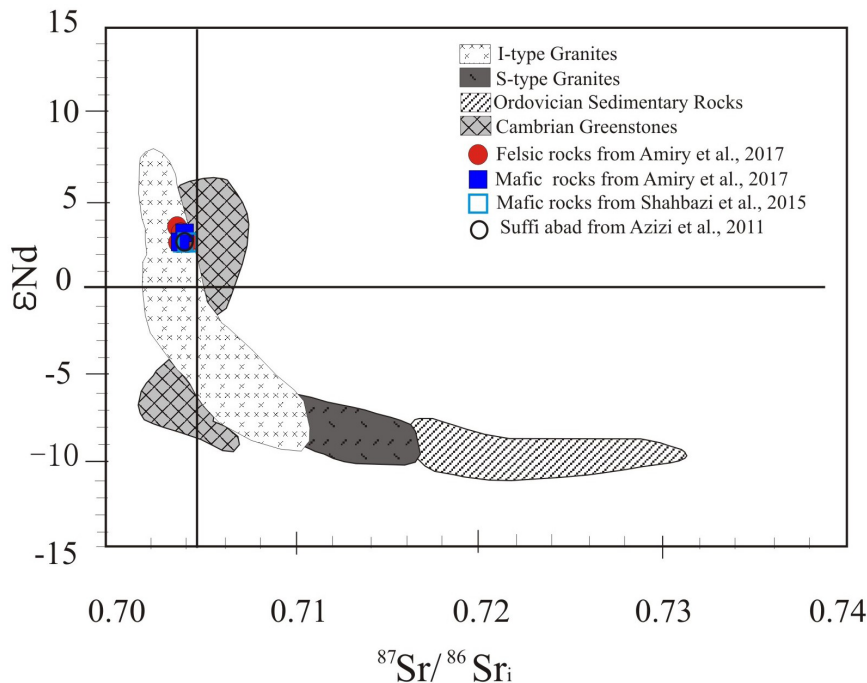 15
10
5
0
-5
-10
-15
εNd
I-type Granites
S-type Granites
Ordovician Sedimentary Rocks
Cambrian Greenstones
Felsic rocks from Amiry et al., 2017
Mafic rocks from Amiry et al., 2017
Mafic rocks from Shahbazi et al., 2015
Suffi abad from Azizi et al., 2011
0.70 0.71 0.72 0.73 0.74
⁸⁷Sr/⁸⁶Srᵢ